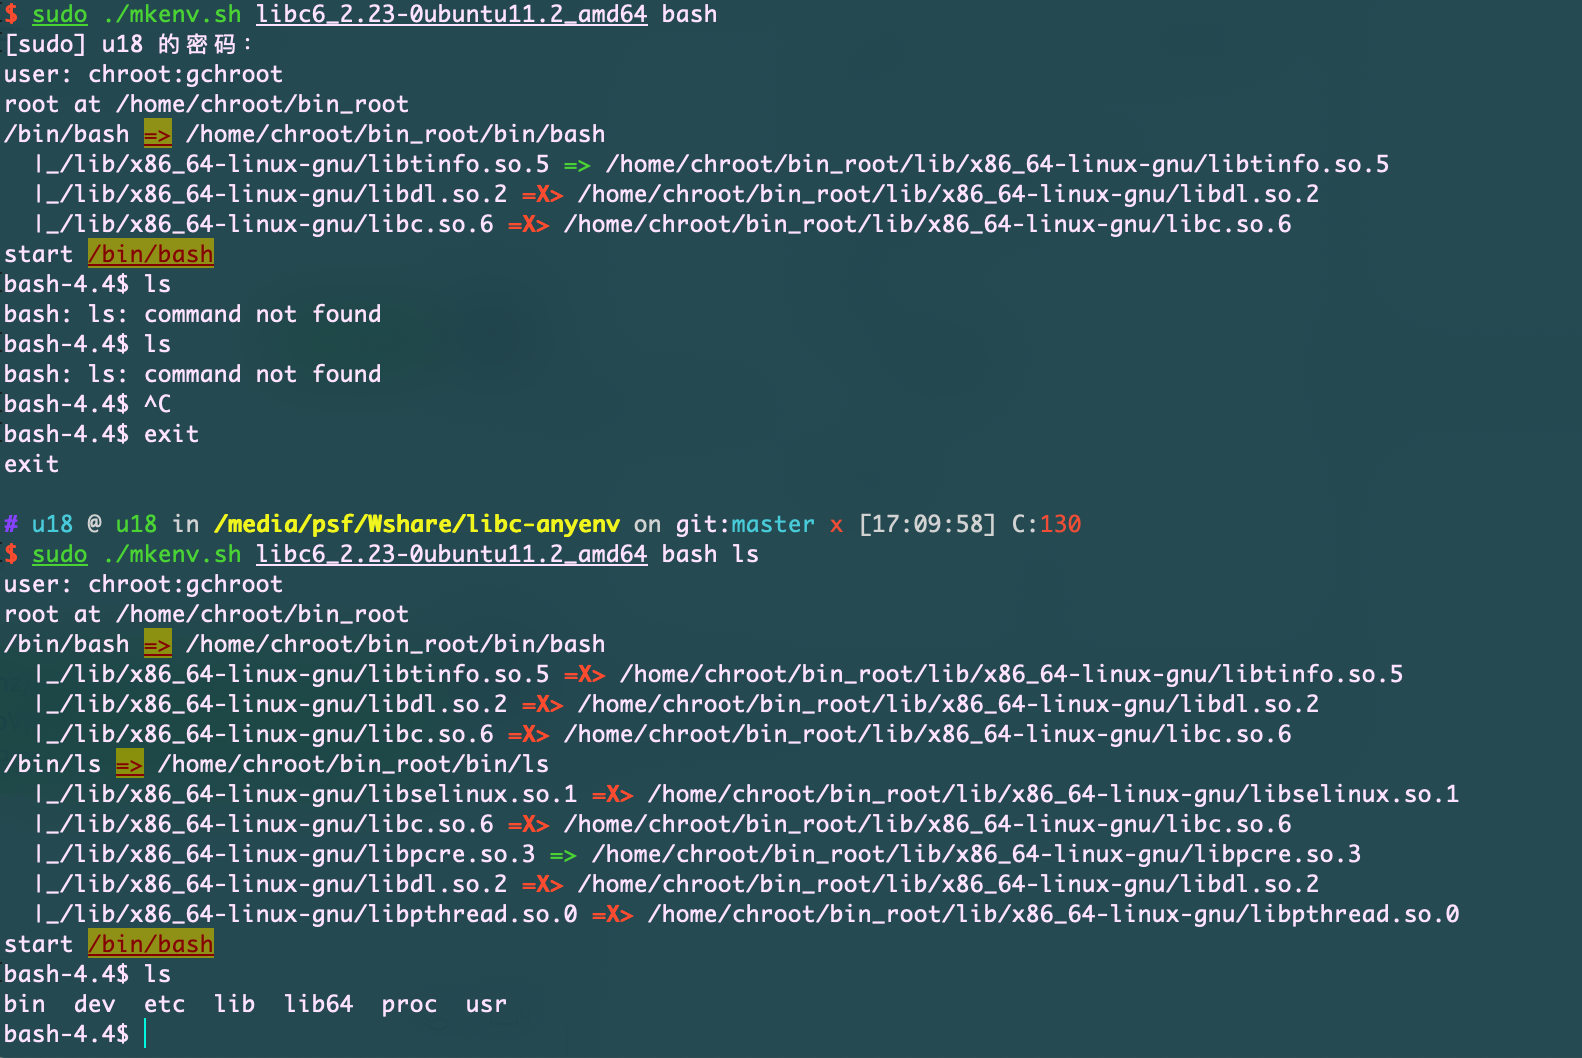 $ sudo ./mkenv.sh libc6_2.23-0ubuntu11.2_amd64 bash
[sudo] u18 的密码：
user: chroot:gchroot
root at /home/chroot/bin_root
/bin/bash => /home/chroot/bin_root/bin/bash
  |_/lib/x86_64-linux-gnu/libtinfo.so.5 => /home/chroot/bin_root/lib/x86_64-linux-gnu/libtinfo.so.5
  |_/lib/x86_64-linux-gnu/libdl.so.2 =X> /home/chroot/bin_root/lib/x86_64-linux-gnu/libdl.so.2
  |_/lib/x86_64-linux-gnu/libc.so.6 =X> /home/chroot/bin_root/lib/x86_64-linux-gnu/libc.so.6
start /bin/bash
bash-4.4$ ls
bash: ls: command not found
bash-4.4$ ls
bash: ls: command not found
bash-4.4$ ^C
bash-4.4$ exit
exit
# u18 @ u18 in /media/psf/Wshare/libc-anyenv on git:master x [17:09:58] C:130
$ sudo ./mkenv.sh libc6_2.23-0ubuntu11.2_amd64 bash ls
user: chroot:gchroot
root at /home/chroot/bin_root
/bin/bash => /home/chroot/bin_root/bin/bash
  |_/lib/x86_64-linux-gnu/libtinfo.so.5 =X> /home/chroot/bin_root/lib/x86_64-linux-gnu/libtinfo.so.5
  |_/lib/x86_64-linux-gnu/libdl.so.2 =X> /home/chroot/bin_root/lib/x86_64-linux-gnu/libdl.so.2
  |_/lib/x86_64-linux-gnu/libc.so.6 =X> /home/chroot/bin_root/lib/x86_64-linux-gnu/libc.so.6
/bin/ls => /home/chroot/bin_root/bin/ls
  |_/lib/x86_64-linux-gnu/libselinux.so.1 =X> /home/chroot/bin_root/lib/x86_64-linux-gnu/libselinux.so.1
  |_/lib/x86_64-linux-gnu/libc.so.6 =X> /home/chroot/bin_root/lib/x86_64-linux-gnu/libc.so.6
  |_/lib/x86_64-linux-gnu/libpcre.so.3 => /home/chroot/bin_root/lib/x86_64-linux-gnu/libpcre.so.3
  |_/lib/x86_64-linux-gnu/libdl.so.2 =X> /home/chroot/bin_root/lib/x86_64-linux-gnu/libdl.so.2
  |_/lib/x86_64-linux-gnu/libpthread.so.0 =X> /home/chroot/bin_root/lib/x86_64-linux-gnu/libpthread.so.0
start /bin/bash
bash-4.4$ ls
bin  dev  etc  lib  lib64  proc  usr
bash-4.4$